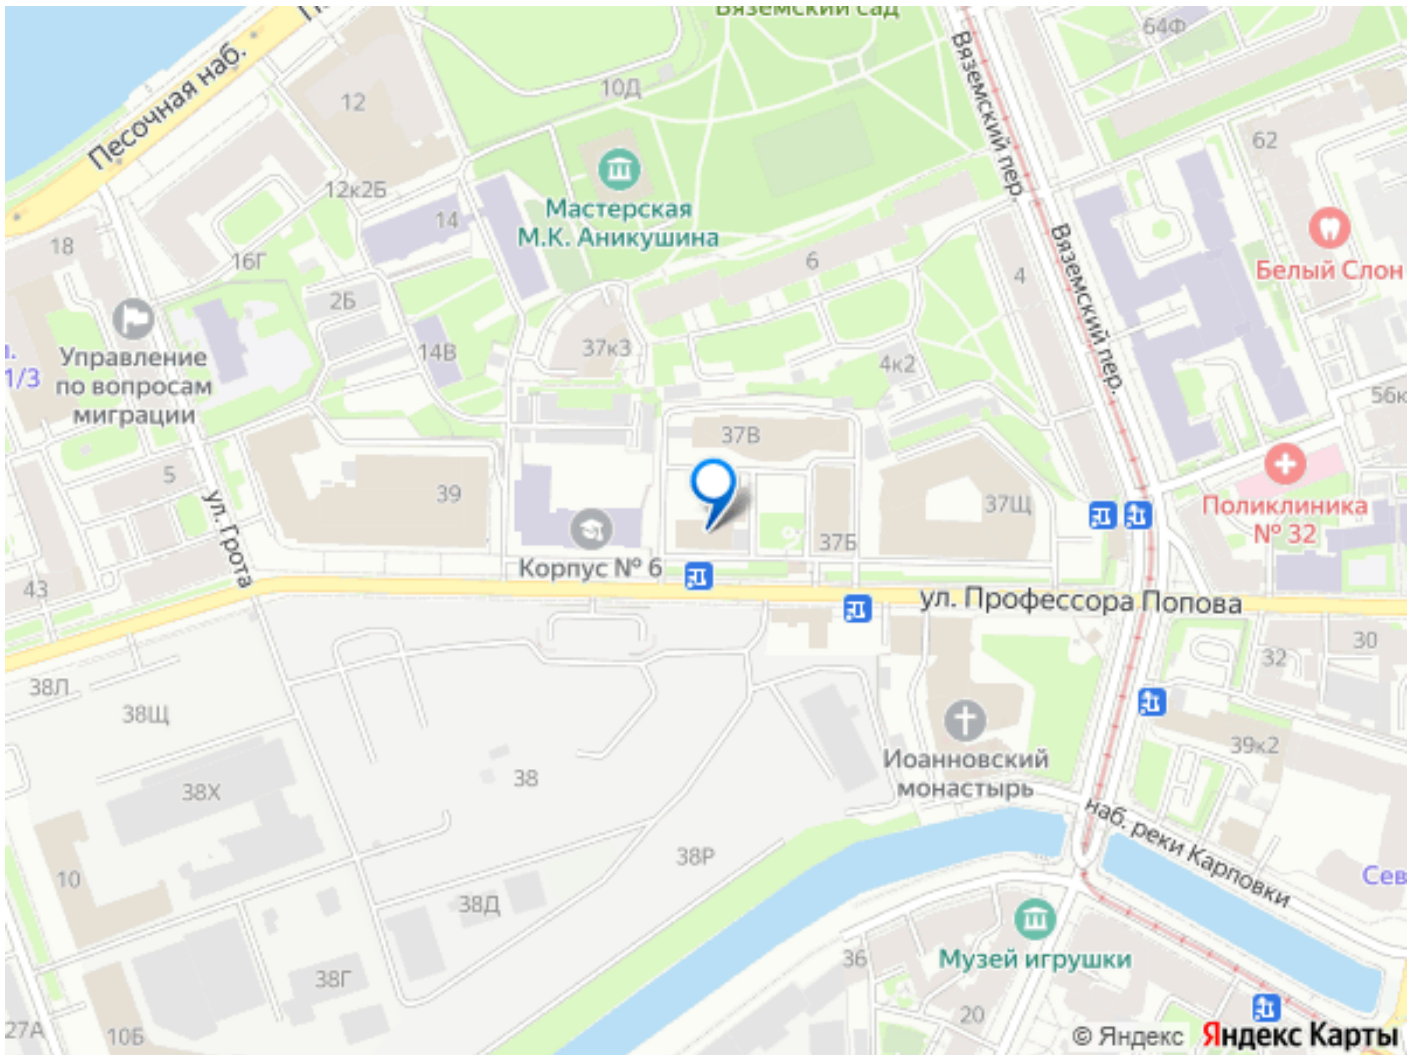 Вяземский сад
64Ф
Песочная наб.
Вяземский пер.
10Д
12
62
Мастерская
М.К. Аникушина
12к2Б
14
18
16Г
6
4
Белый Слон
2Б
Вяземский пер.
Управление
по вопросам
миграции
1/3
14В
37к3
4к2
37В
5
39
ул. Грота
37Щ
Поликлиника
№ 32
37Б
Корпус № 6
43
ул. Профессора Попова
30
32
38Л
38Щ
39к2
Иоанновский
монастырь
38
38Х
наб. реки Карповки
38Р
10
38Д
Музей игрушки
36
38Г
20
27А
10Б
© Яндекс Яндекс Карты